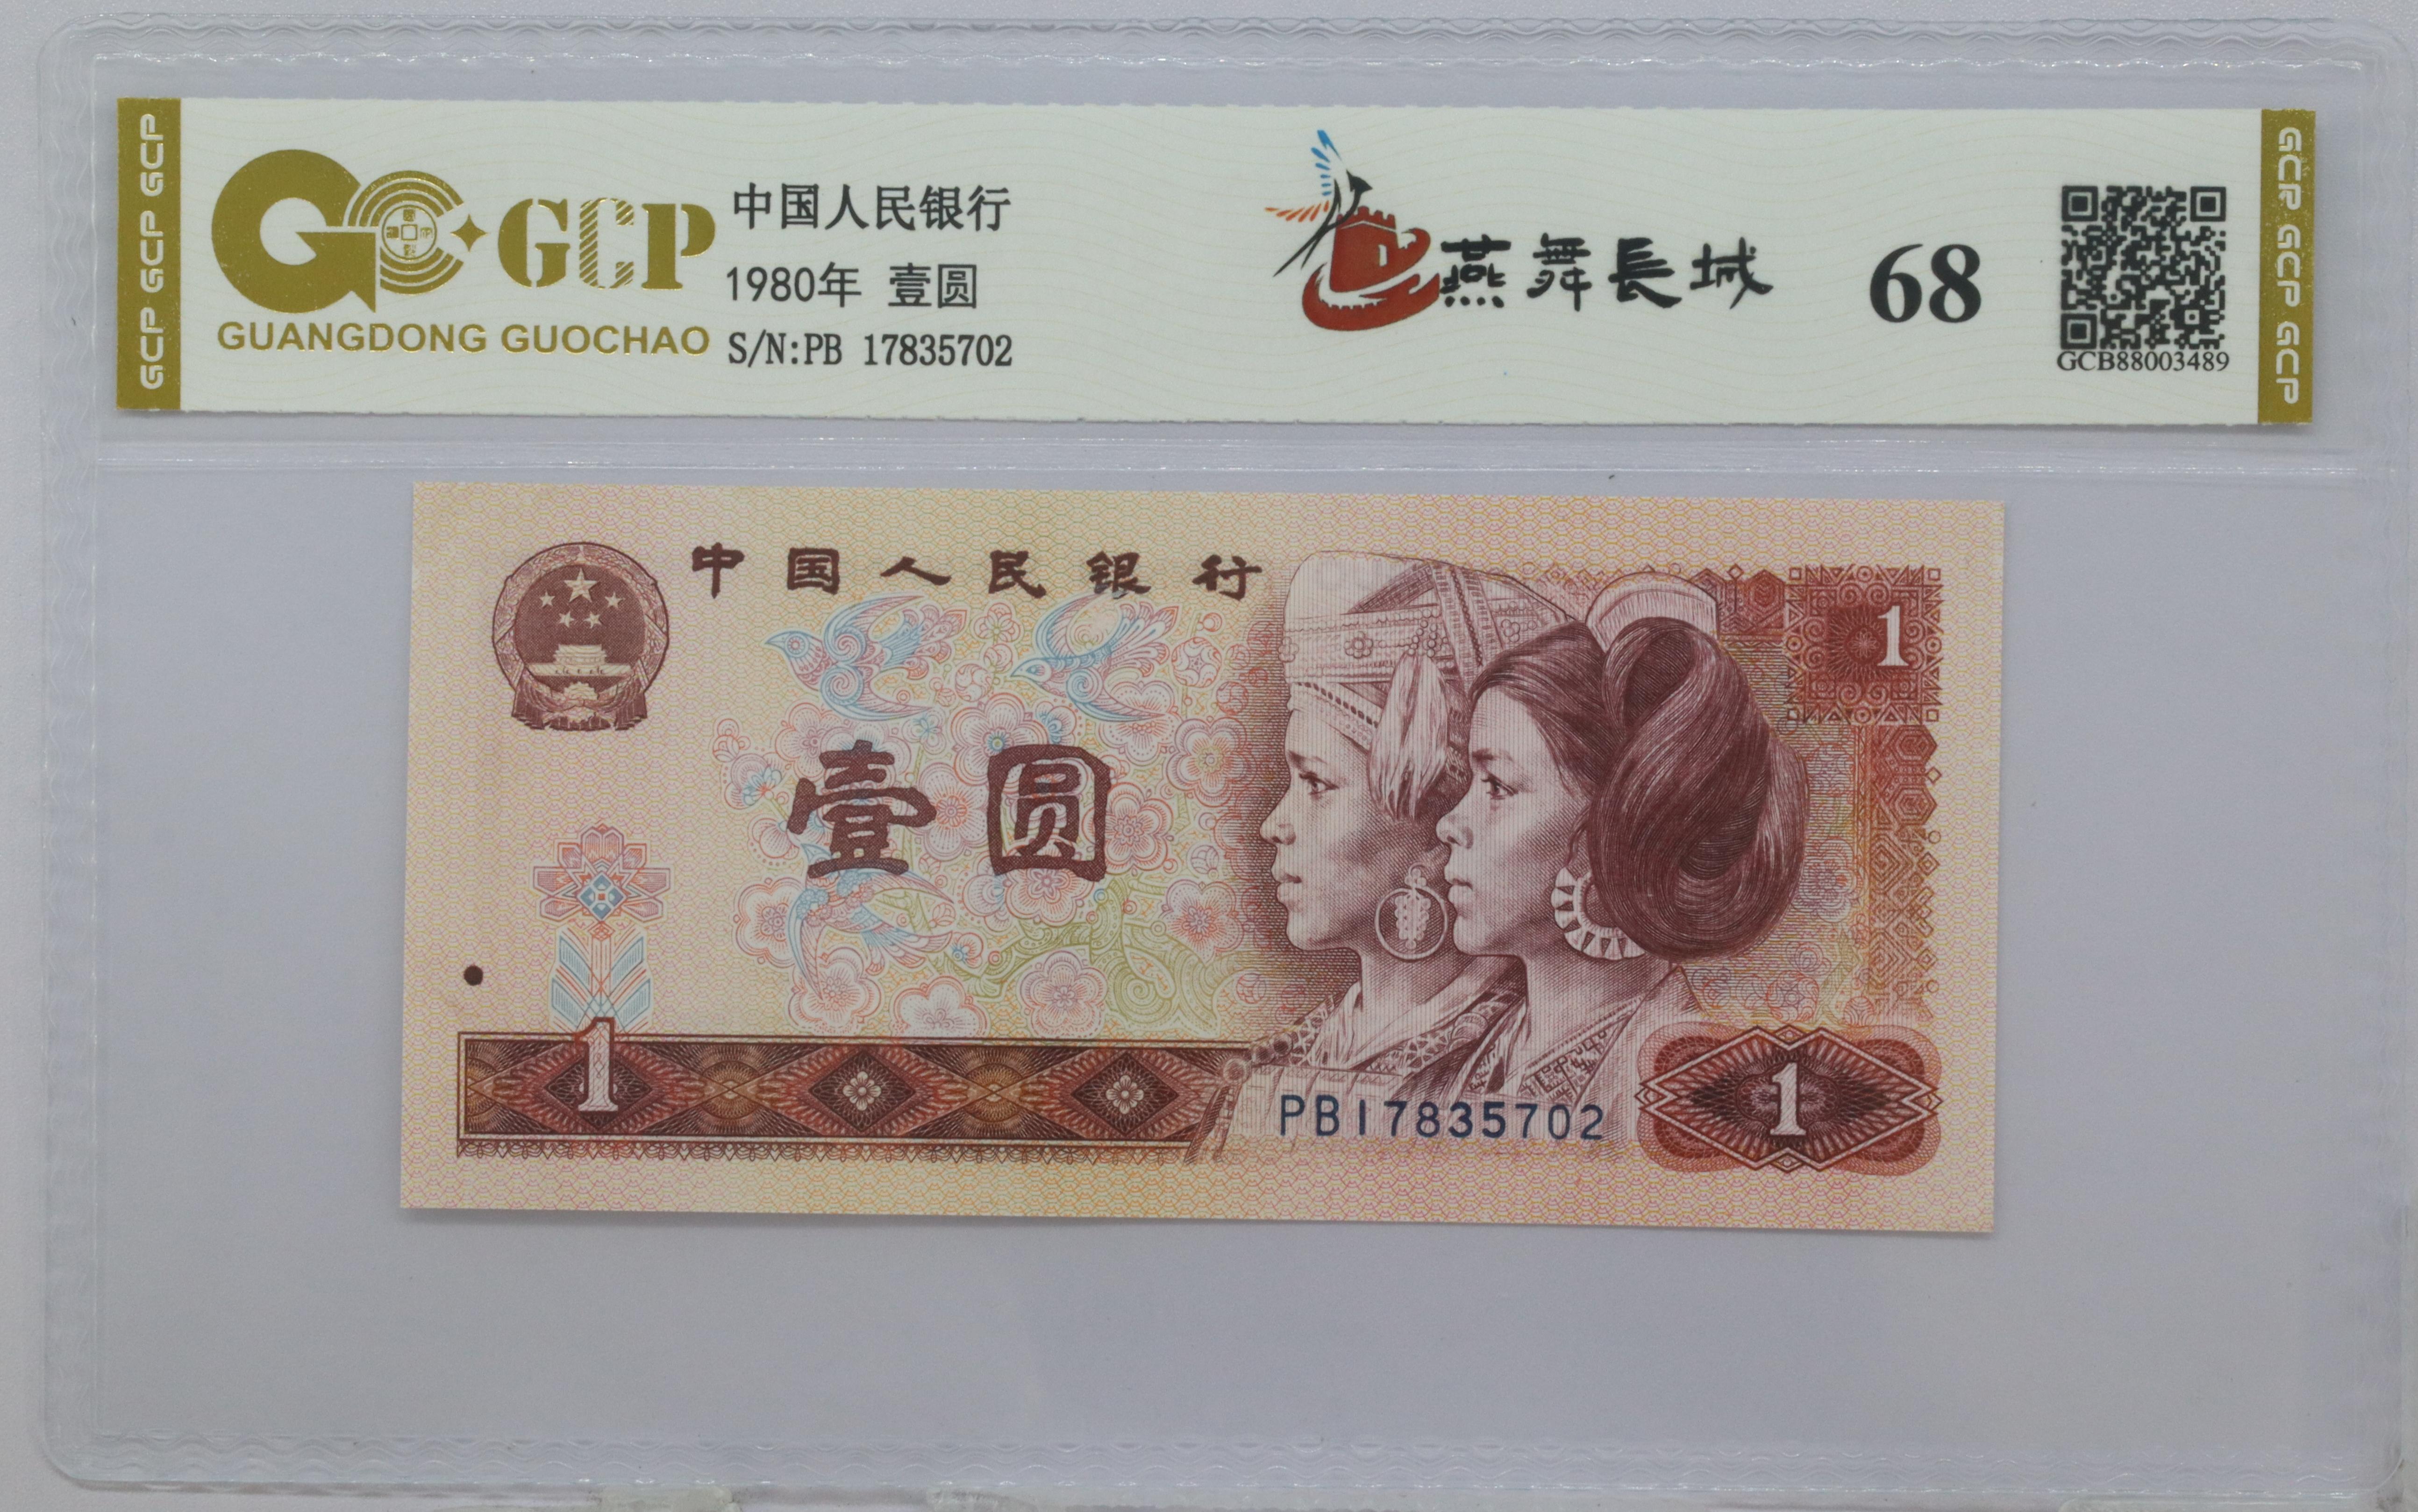 GCP GCP GCP
GCP
GUANGDONG GUOCHAO
中国人民银行
1980年 壹圆
S/N:PB 17835702
燕舞長城
68
GCB88003489
GCP GCP GCP
中国人民银行
1
壹圆
1
PB17835702
1